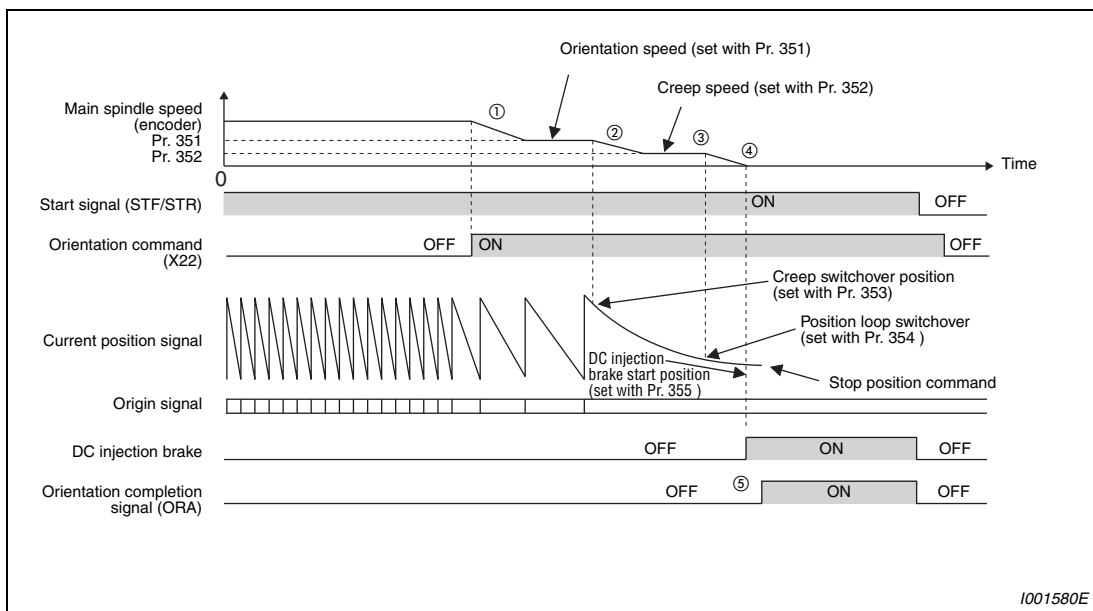 Orientation speed (set with Pr. 351)
Creep speed (set with Pr. 352)
Main spindle speed
(encoder)
Pr. 351
Pr. 352
①
②
③
④
0
Time
Start signal (STF/STR)
ON
OFF
Orientation command
(X22)
OFF
ON
OFF
Creep switchover position
(set with Pr. 353)
Current position signal
Position loop switchover
(set with Pr. 354 )
DC injection
brake start position
(set with Pr. 355 )
Stop position command
Origin signal
DC injection brake
OFF
ON
OFF
Orientation completion
signal (ORA)
OFF
⑤
ON
OFF
I001580E